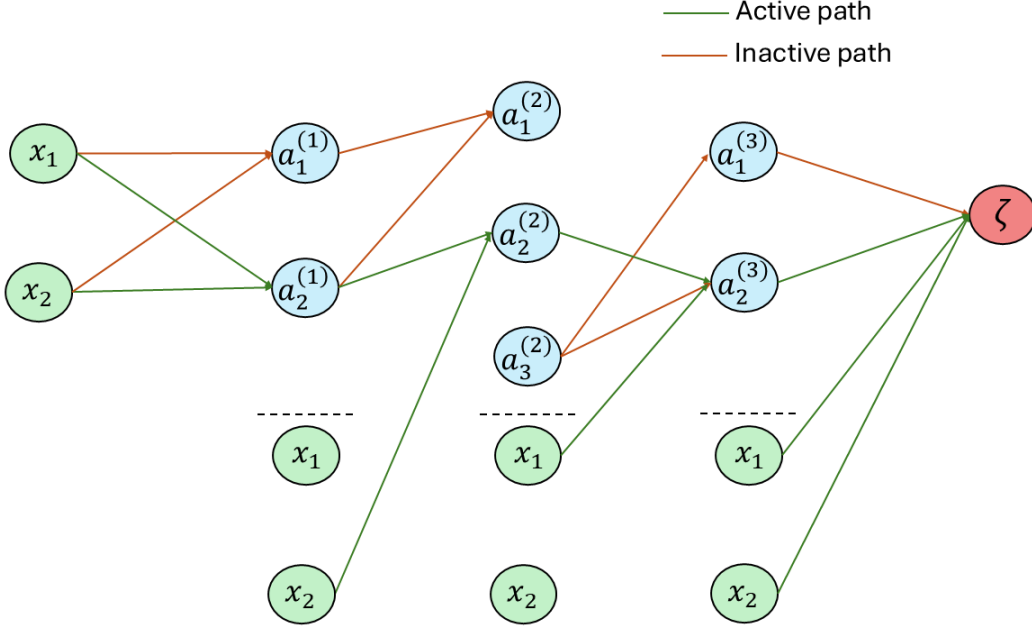 Active path
Inactive path
x₁
a₁⁽¹⁾
a₁⁽²⁾
a₁⁽³⁾
ζ
x₂
a₂⁽¹⁾
a₂⁽²⁾
a₂⁽³⁾
a₃⁽²⁾
x₁
x₁
x₁
x₂
x₂
x₂